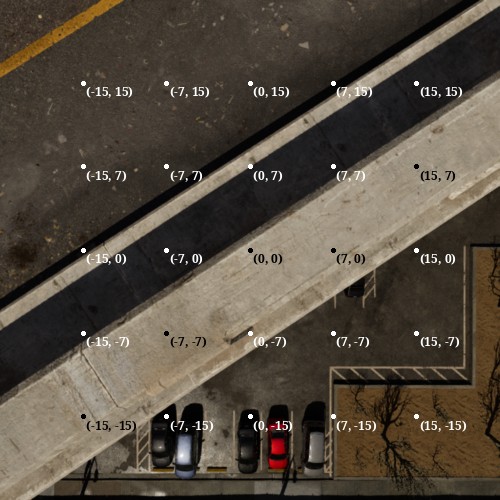 (-15, 15) (-7, 15) (0, 15) (7, 15) (15, 15)
(-15, 7) (-7, 7) (0, 7) (7, 7) (15, 7)
(-15, 0) (-7, 0) (0, 0) (7, 0) (15, 0)
(-15, -7) (-7, -7) (0, -7) (7, -7) (15, -7)
(-15, -15) (-7, -15) (0, -15) (7, -15) (15, -15)